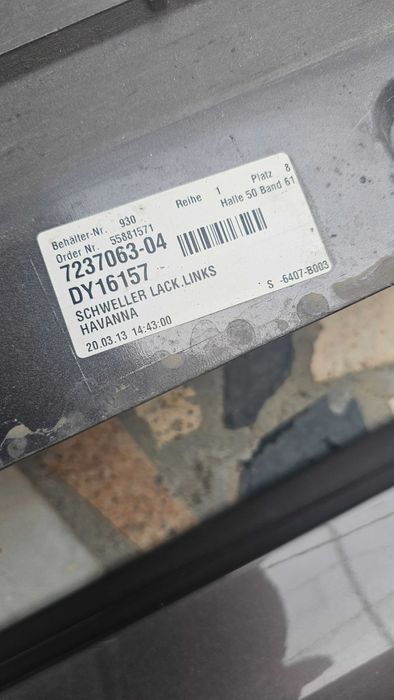 Behälter-Nr. 930 Reihe 1 Platz 8
Order Nr. 55881571 Halle 50 Band 61
7237063-04
DY16157
SCHWELLER LACK.LINKS
HAVANNA
20.03.13 14:43:00 S -6407-B003